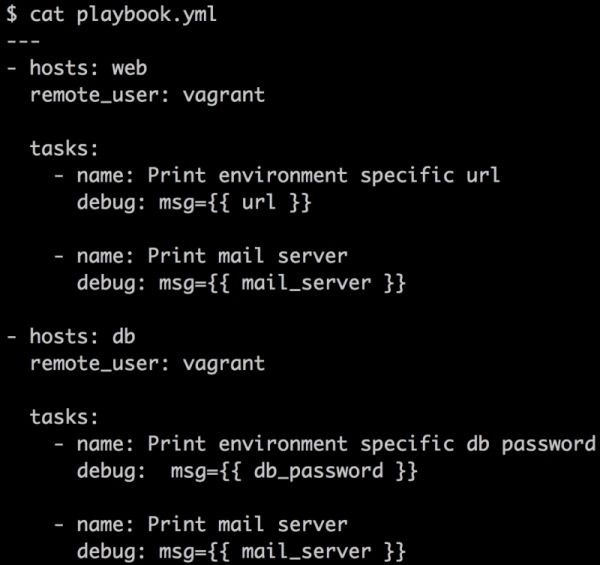 $ cat playbook.yml
---
- hosts: web
  remote_user: vagrant

  tasks:
    - name: Print environment specific url
      debug: msg={{ url }}

    - name: Print mail server
      debug: msg={{ mail_server }}

- hosts: db
  remote_user: vagrant

  tasks:
    - name: Print environment specific db password
      debug:  msg={{ db_password }}

    - name: Print mail server
      debug: msg={{ mail_server }}